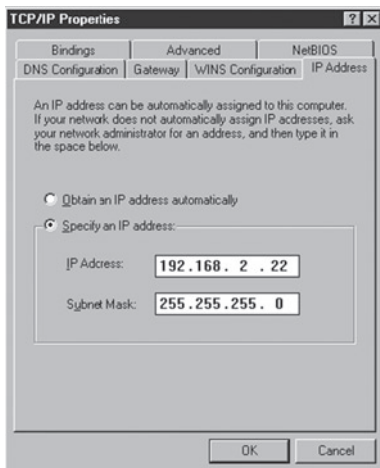 TCP/IP Properties ? X
Bindings Advanced NetBIOS
DNS Configuration Gateway WINS Configuration IP Address
An IP address can be automatically assigned to this computer.
If your network does not automatically assign IP addresses, ask
your network administrator for an address, and then type it in
the space below.
Obtain an IP address automatically
Specify an IP address:
IP Address: 192.168. 2 .22
Subnet Mask: 255.255.255. 0
OK Cancel